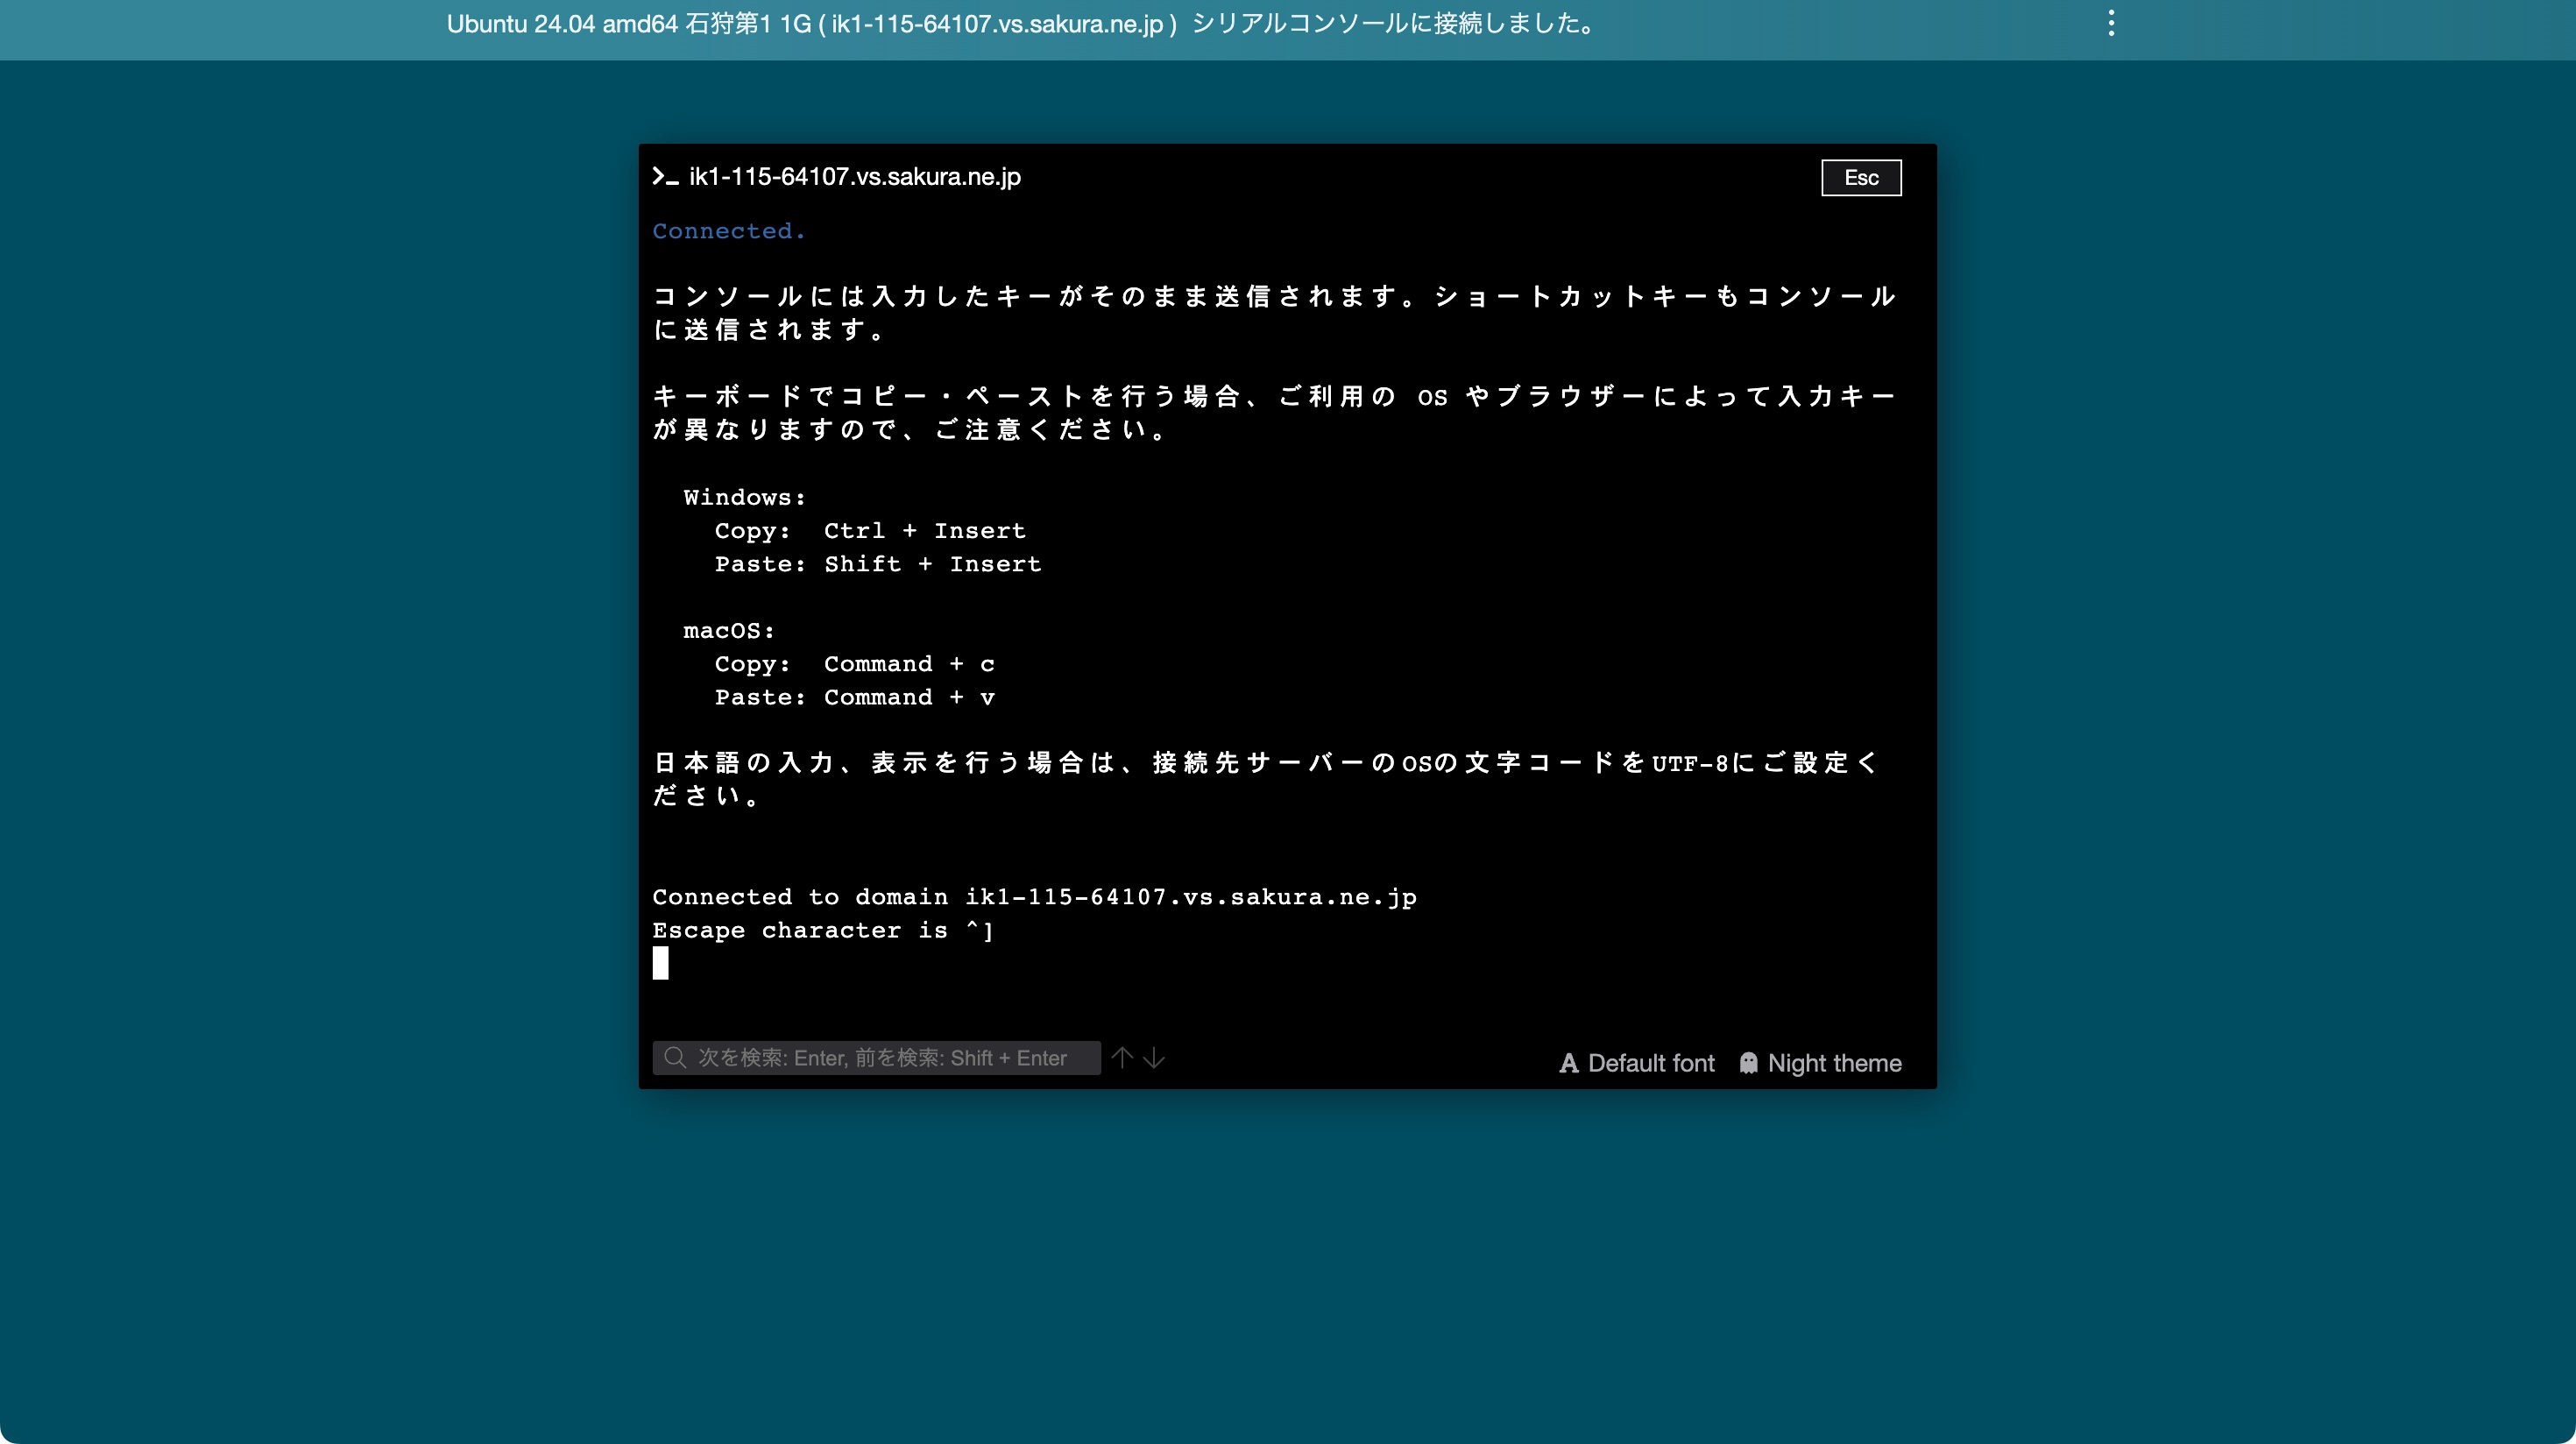 Ubuntu 24.04 amd64 石狩第1 1G ( ik1-115-64107.vs.sakura.ne.jp ) シリアルコンソールに接続しました。
ik1-115-64107.vs.sakura.ne.jp
Esc
Connected.
コンソールには入力したキーがそのまま送信されます。ショートカットキーもコンソール
に送信されます。
キーボードでコピー・ペーストを行う場合、ご利用の OS やブラウザーによって入力キー
が異なりますので、ご注意ください。
Windows:
Copy: Ctrl + Insert
Paste: Shift + Insert
macOS:
Copy: Command + c
Paste: Command + v
日本語の入力、表示を行う場合は、接続先サーバーのOSの文字コードをUTF-8にご設定く
ださい。
Connected to domain ik1-115-64107.vs.sakura.ne.jp
Escape character is ^]
次を検索: Enter, 前を検索: Shift + Enter
A Default font
Night theme